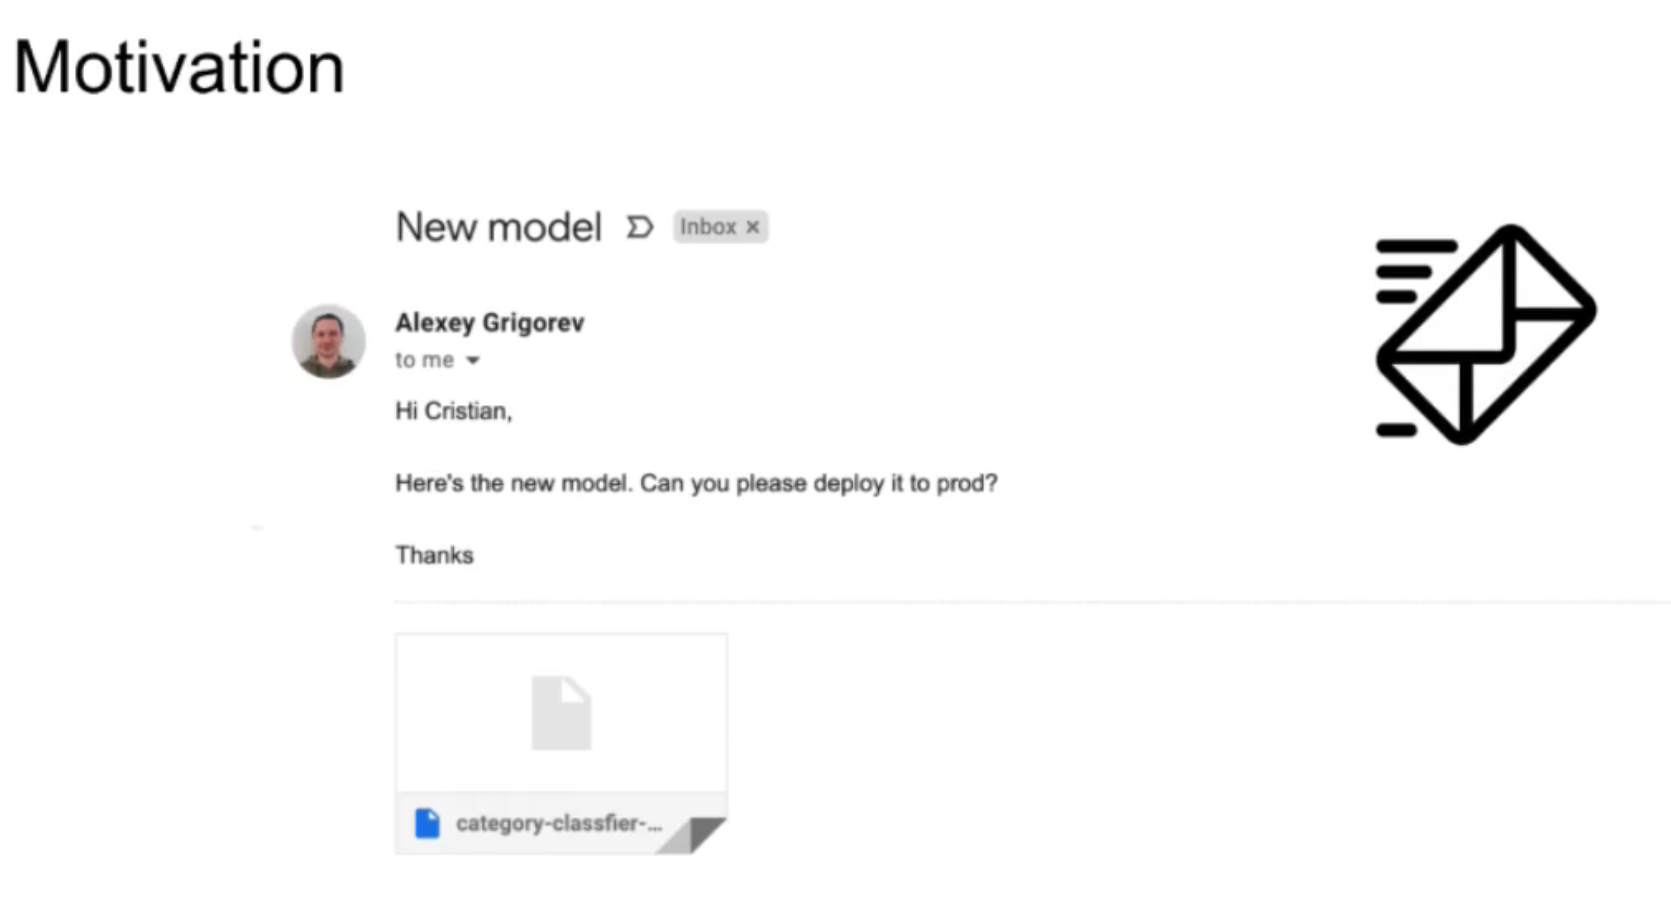 Motivation
New model
Inbox ×
Alexey Grigorev
to me
Hi Cristian,
Here's the new model. Can you please deploy it to prod?
Thanks
category-classfier-...